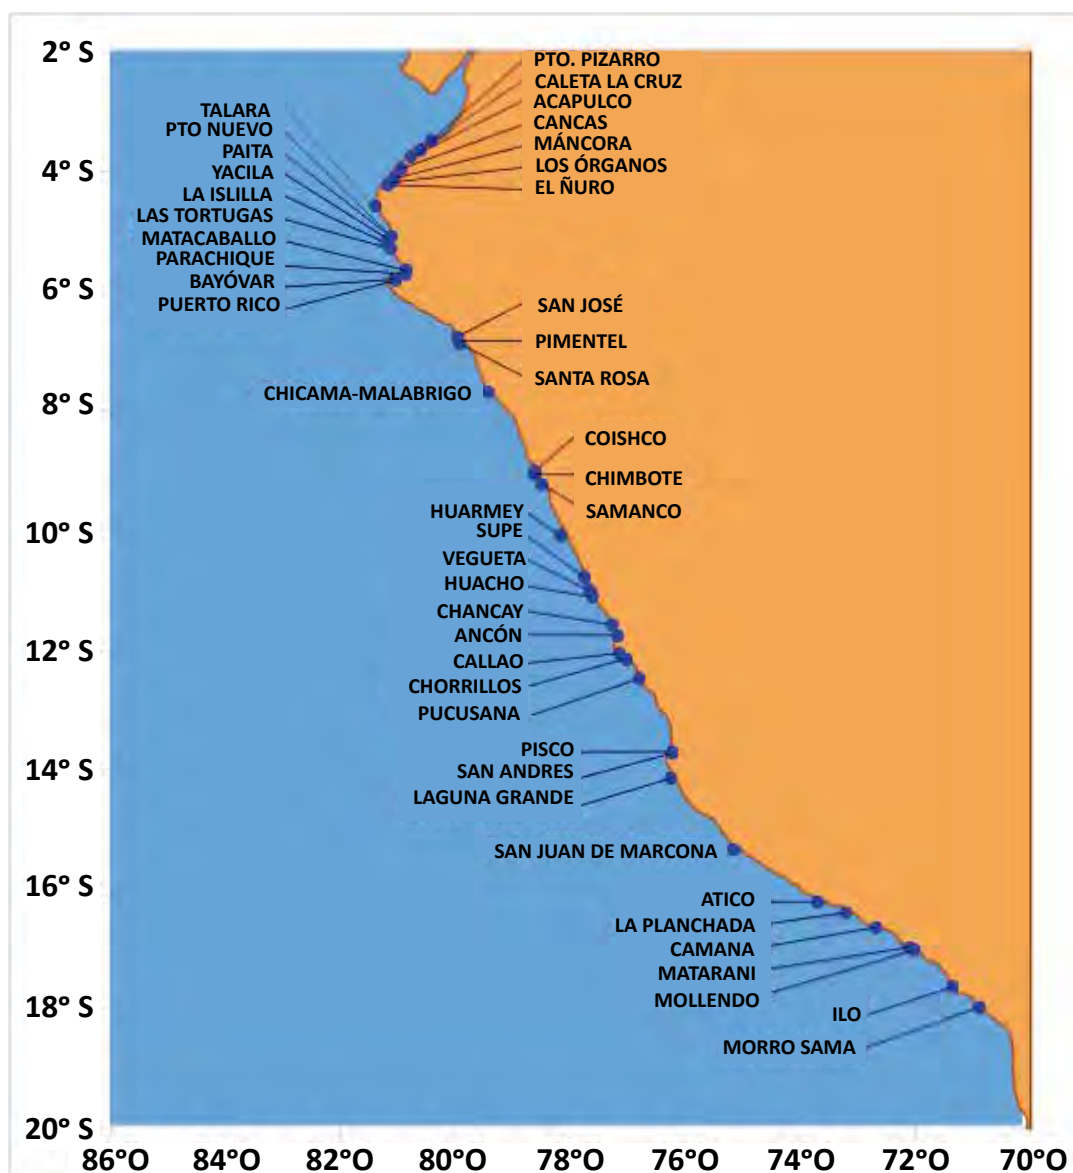 2° S
4° S
6° S
8° S
10° S
12° S
14° S
16° S
18° S
20° S
PTO. PIZARRO
CALETA LA CRUZ
ACAPULCO
CANCAS
MÁNCORA
LOS ÓRGANOS
EL ÑURO
TALARA
PTO NUEVO
PAITA
YACILA
LA ISLILLA
LAS TORTUGAS
MATACABALLO
PARACHIQUE
BAYÓVAR
PUERTO RICO
SAN JOSÉ
PIMENTEL
SANTA ROSA
CHICAMA-MALABRIGO
COISHCO
CHIMBOTE
SAMANCO
HUARMEY
SUPE
VEGUETA
HUACHO
CHANCAY
ANCÓN
CALLAO
CHORRILLOS
PUCUSANA
PISCO
SAN ANDRES
LAGUNA GRANDE
SAN JUAN DE MARCONA
ATICO
LA PLANCHADA
CAMANA
MATARANI
MOLLENDO
ILO
MORRO SAMA
86°O 84°O 82°O 80°O 78°O 76°O 74°O 72°O 70°O